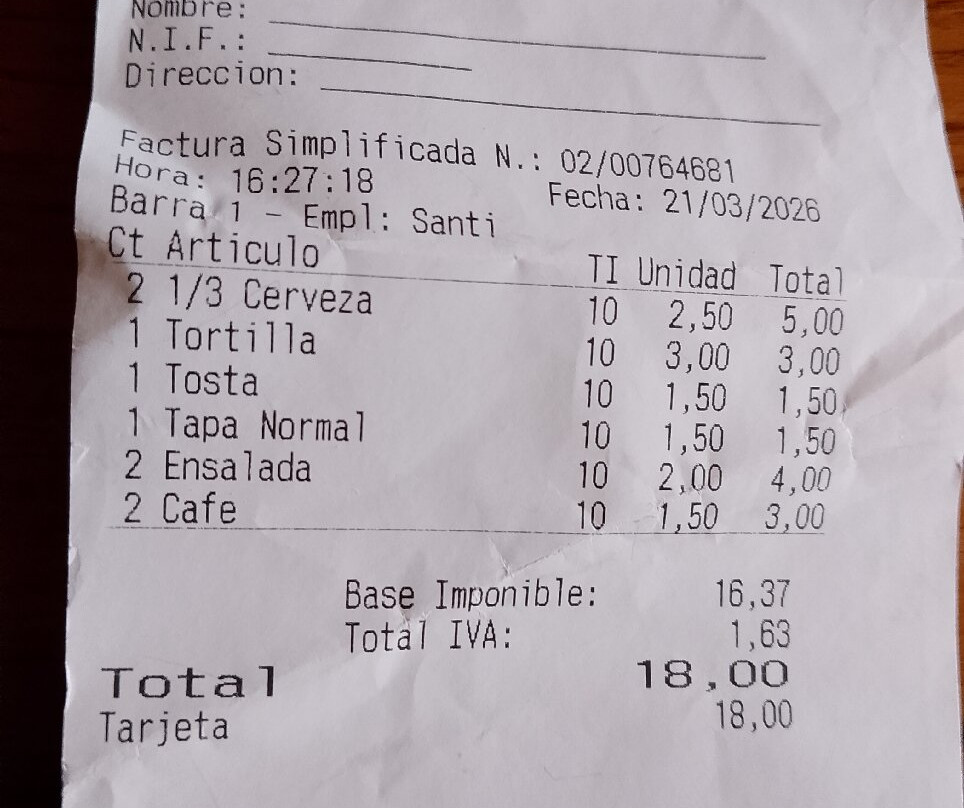 Nombre:
N.I.F.:
Direccion:
Factura Simplificada N.: 02/00764681
Hora: 16:27:18 Fecha: 21/03/2026
Barra 1 - Empl: Santi
Ct Articulo TI Unidad Total
2 1/3 Cerveza 10 2,50 5,00
1 Tortilla 10 3,00 3,00
1 Tosta 10 1,50 1,50
1 Tapa Normal 10 1,50 1,50
2 Ensalada 10 2,00 4,00
2 Cafe 10 1,50 3,00
Base Imponible: 16,37
Total IVA: 1,63
Total 18,00
Tarjeta 18,00